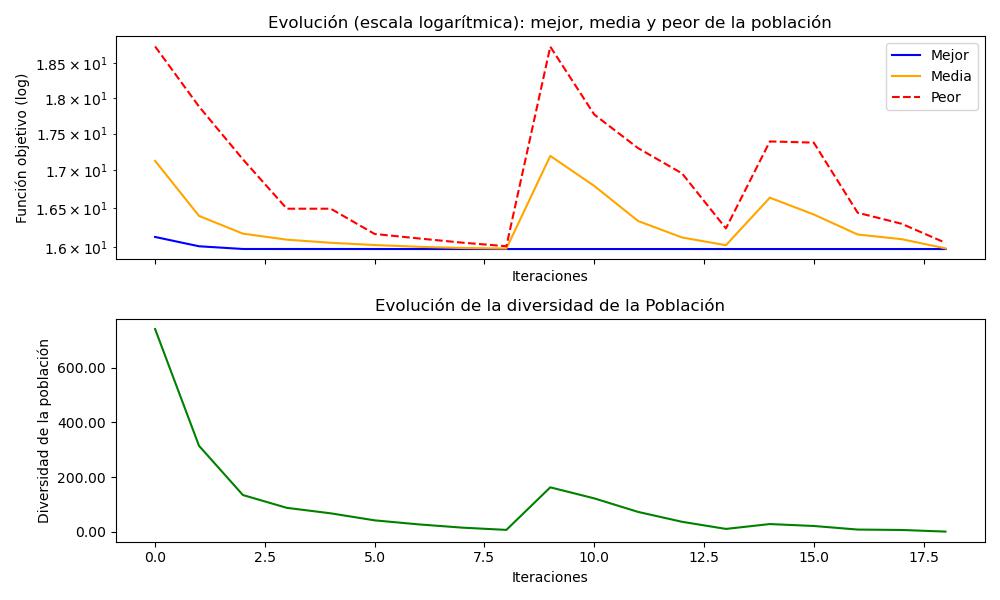 Evolución (escala logarítmica): mejor, media y peor de la población
Función objetivo (log)
1.85 × 10¹
1.8 × 10¹
1.75 × 10¹
1.7 × 10¹
1.65 × 10¹
1.6 × 10¹
Mejor
Media
Peor
Iteraciones
Evolución de la diversidad de la Población
Diversidad de la población
600.00
400.00
200.00
0.00
0.0 2.5 5.0 7.5 10.0 12.5 15.0 17.5
Iteraciones